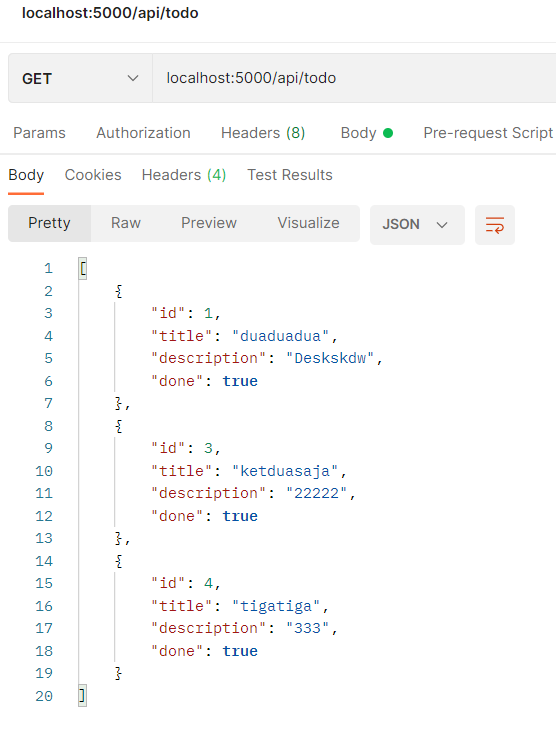 localhost:5000/api/todo
GET localhost:5000/api/todo
Params Authorization Headers (8) Body Pre-request Script
Body Cookies Headers (4) Test Results
Pretty Raw Preview Visualize JSON
1 [
2 {
3 "id": 1,
4 "title": "duaduadua",
5 "description": "Deskskdw",
6 "done": true
7 },
8 {
9 "id": 3,
10 "title": "ketduasaja",
11 "description": "22222",
12 "done": true
13 },
14 {
15 "id": 4,
16 "title": "tigatiga",
17 "description": "333",
18 "done": true
19 }
20 ]